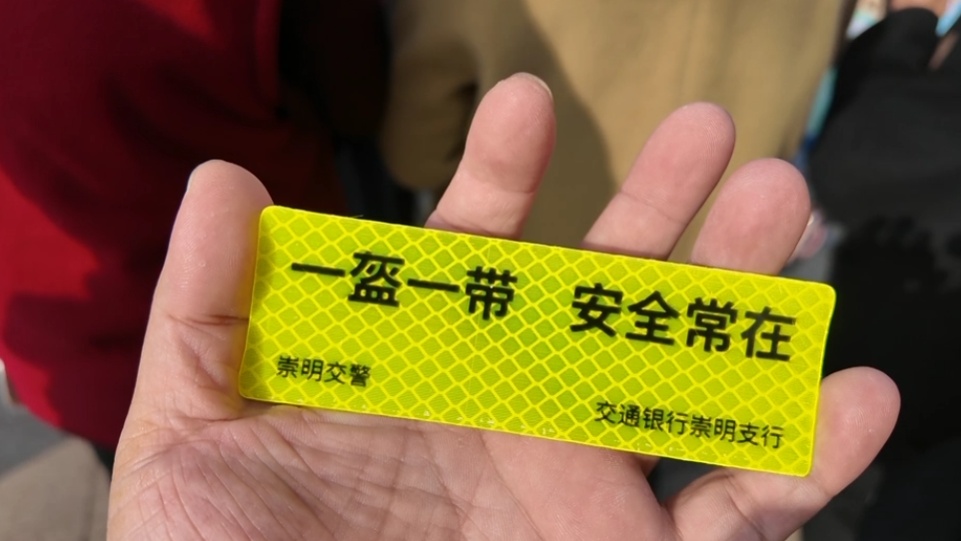 一盔一带 安全常在
崇明交警
交通银行崇明支行